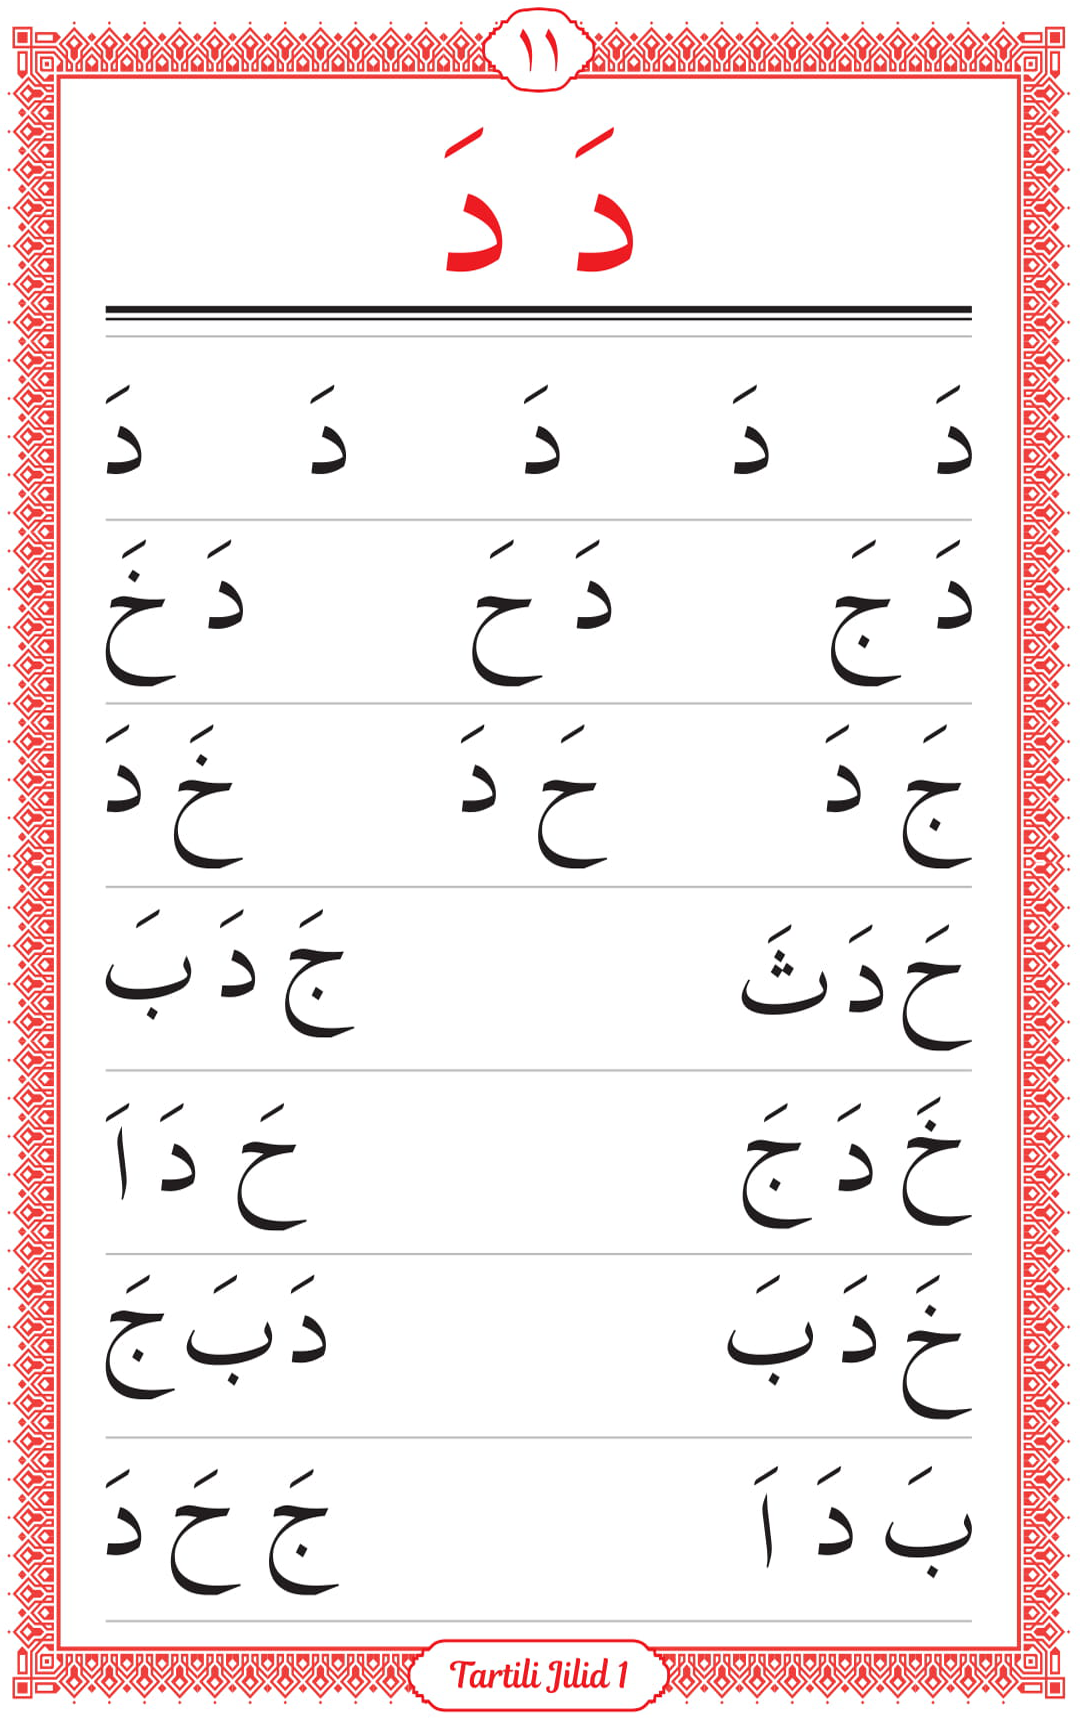 ١١
دَ دَ
دَ دَ دَ دَ دَ
دَ جَ دَ حَ دَ خَ
جَ دَ حَ دَ خَ دَ
حَ دَ ثَ جَ دَ بَ
خَ دَ جَ حَ دَ اَ
خَ دَ بَ دَ بَ جَ
بَ دَ اَ جَ حَ دَ
Tartili Jilid 1